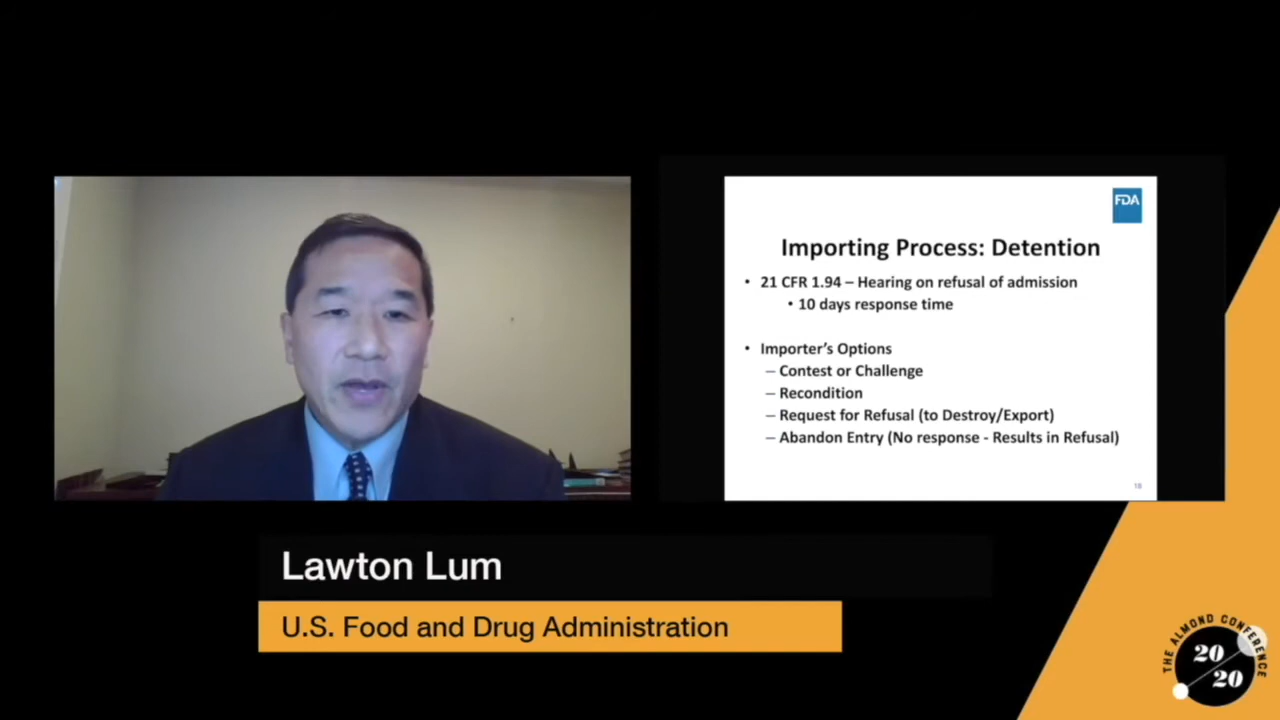 FDA
Importing Process: Detention
• 21 CFR 1.94 – Hearing on refusal of admission
• 10 days response time
• Importer’s Options
– Contest or Challenge
– Recondition
– Request for Refusal (to Destroy/Export)
– Abandon Entry (No response - Results in Refusal)
18
Lawton Lum
U.S. Food and Drug Administration
THE ALMOND CONFERENCE
20
20